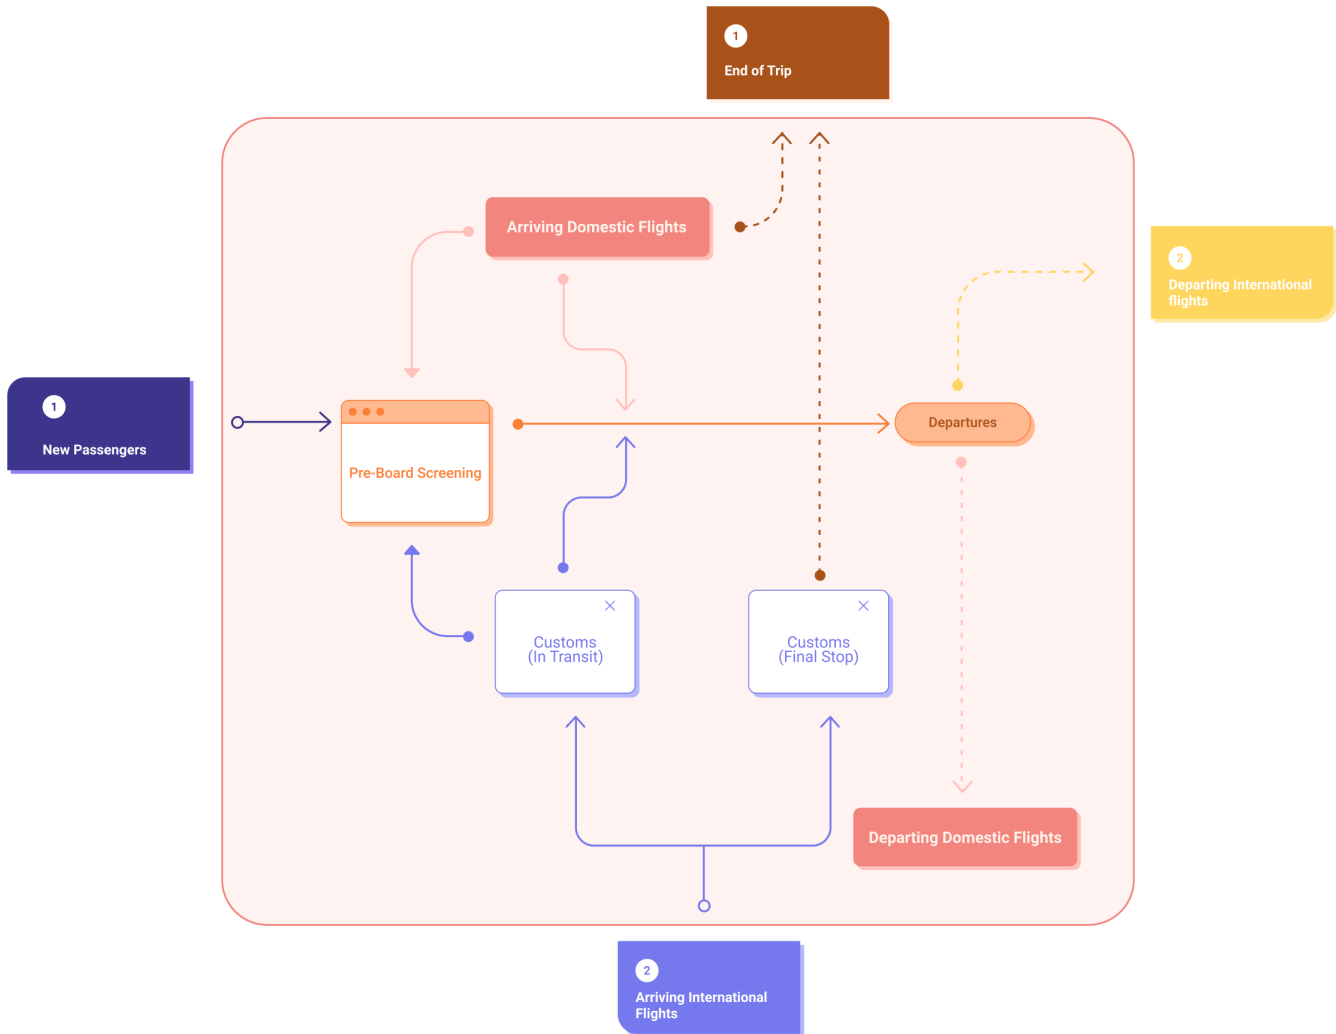 1
End of Trip
Arriving Domestic Flights
2
Departing International
flights
1
New Passengers
Pre-Board Screening
Departures
Customs
(In Transit)
Customs
(Final Stop)
Departing Domestic Flights
2
Arriving International
Flights